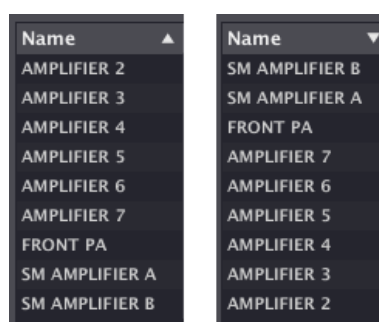 Name ▲
AMPLIFIER 2
AMPLIFIER 3
AMPLIFIER 4
AMPLIFIER 5
AMPLIFIER 6
AMPLIFIER 7
FRONT PA
SM AMPLIFIER A
SM AMPLIFIER B
Name ▼
SM AMPLIFIER B
SM AMPLIFIER A
FRONT PA
AMPLIFIER 7
AMPLIFIER 6
AMPLIFIER 5
AMPLIFIER 4
AMPLIFIER 3
AMPLIFIER 2